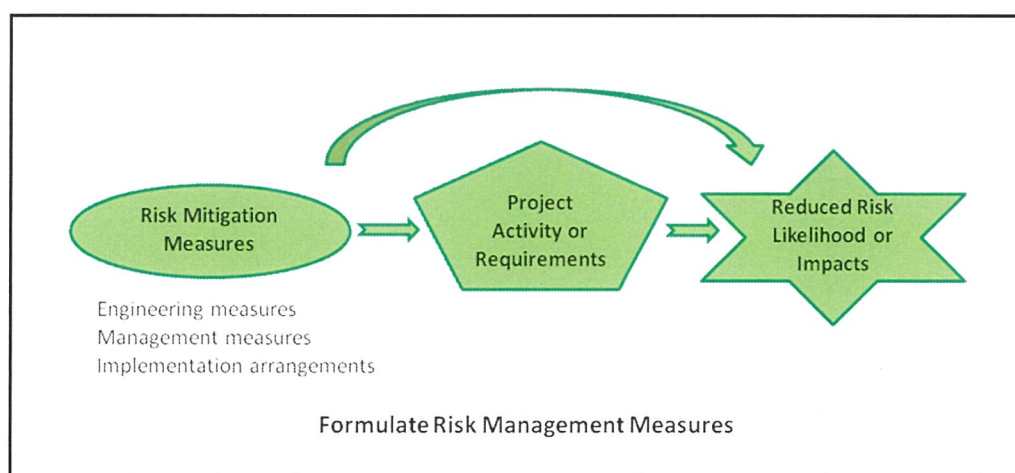 Risk Mitigation
Measures
Project
Activity or
Requirements
Reduced Risk
Likelihood or
Impacts
Engineering measures
Management measures
Implementation arrangements
Formulate Risk Management Measures